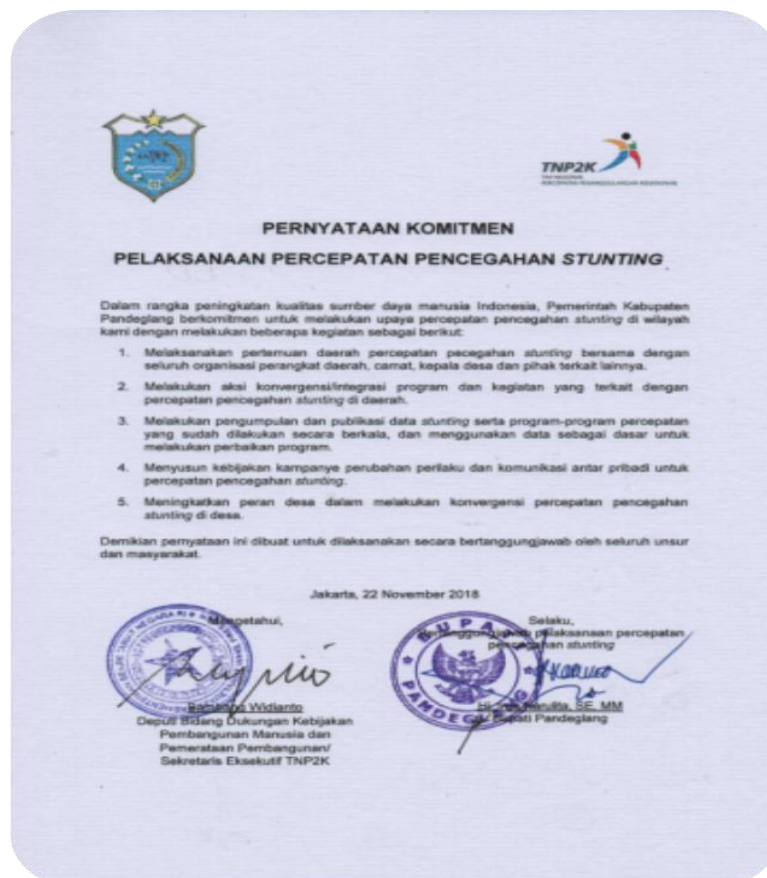 TNP2K
PERNYATAAN KOMITMEN
PELAKSANAAN PERCEPATAN PENCEGAHAN STUNTING
Dalam rangka peningkatan kualitas sumber daya manusia Indonesia, Pemerintah Kabupaten
Pandeglang berkomitmen untuk melakukan upaya percepatan pencegahan stunting di wilayah
kami dengan melakukan beberapa kegiatan sebagai berikut:
1. Melaksanakan pertemuan daerah percepatan pecegahan stunting bersama dengan
seluruh organisasi perangkat daerah, camat, kepala desa dan pihak terkait lainnya.
2. Melakukan aksi konvergensi/integrasi program dan kegiatan yang terkait dengan
percepatan pencegahan stunting di daerah.
3. Melakukan pengumpulan dan publikasi data stunting serta program-program percepatan
yang sudah dilakukan secara berkala, dan menggunakan data sebagai dasar untuk
melakukan perbaikan program.
4. Menyusun kebijakan kampanye perubahan perilaku dan komunikasi antar pribadi untuk
percepatan pencegahan stunting.
5. Meningkatkan peran desa dalam melakukan konvergensi percepatan pencegahan
stunting di desa.
Demikian pernyataan ini dibuat untuk dilaksanakan secara bertanggungjawab oleh seluruh unsur
dan masyarakat.
Jakarta, 22 November 2018
Mengetahui,
Selaku,
pelaksanaan percepatan
pencegahan stunting
BUPATI
PANDEGLANG
Bambang Widianto
Deputi Bidang Dukungan Kebijakan
Pembangunan Manusia dan
Pemerataan Pembangunan/
Sekretaris Eksekutif TNP2K
SE, MM
Bupati Pandeglang